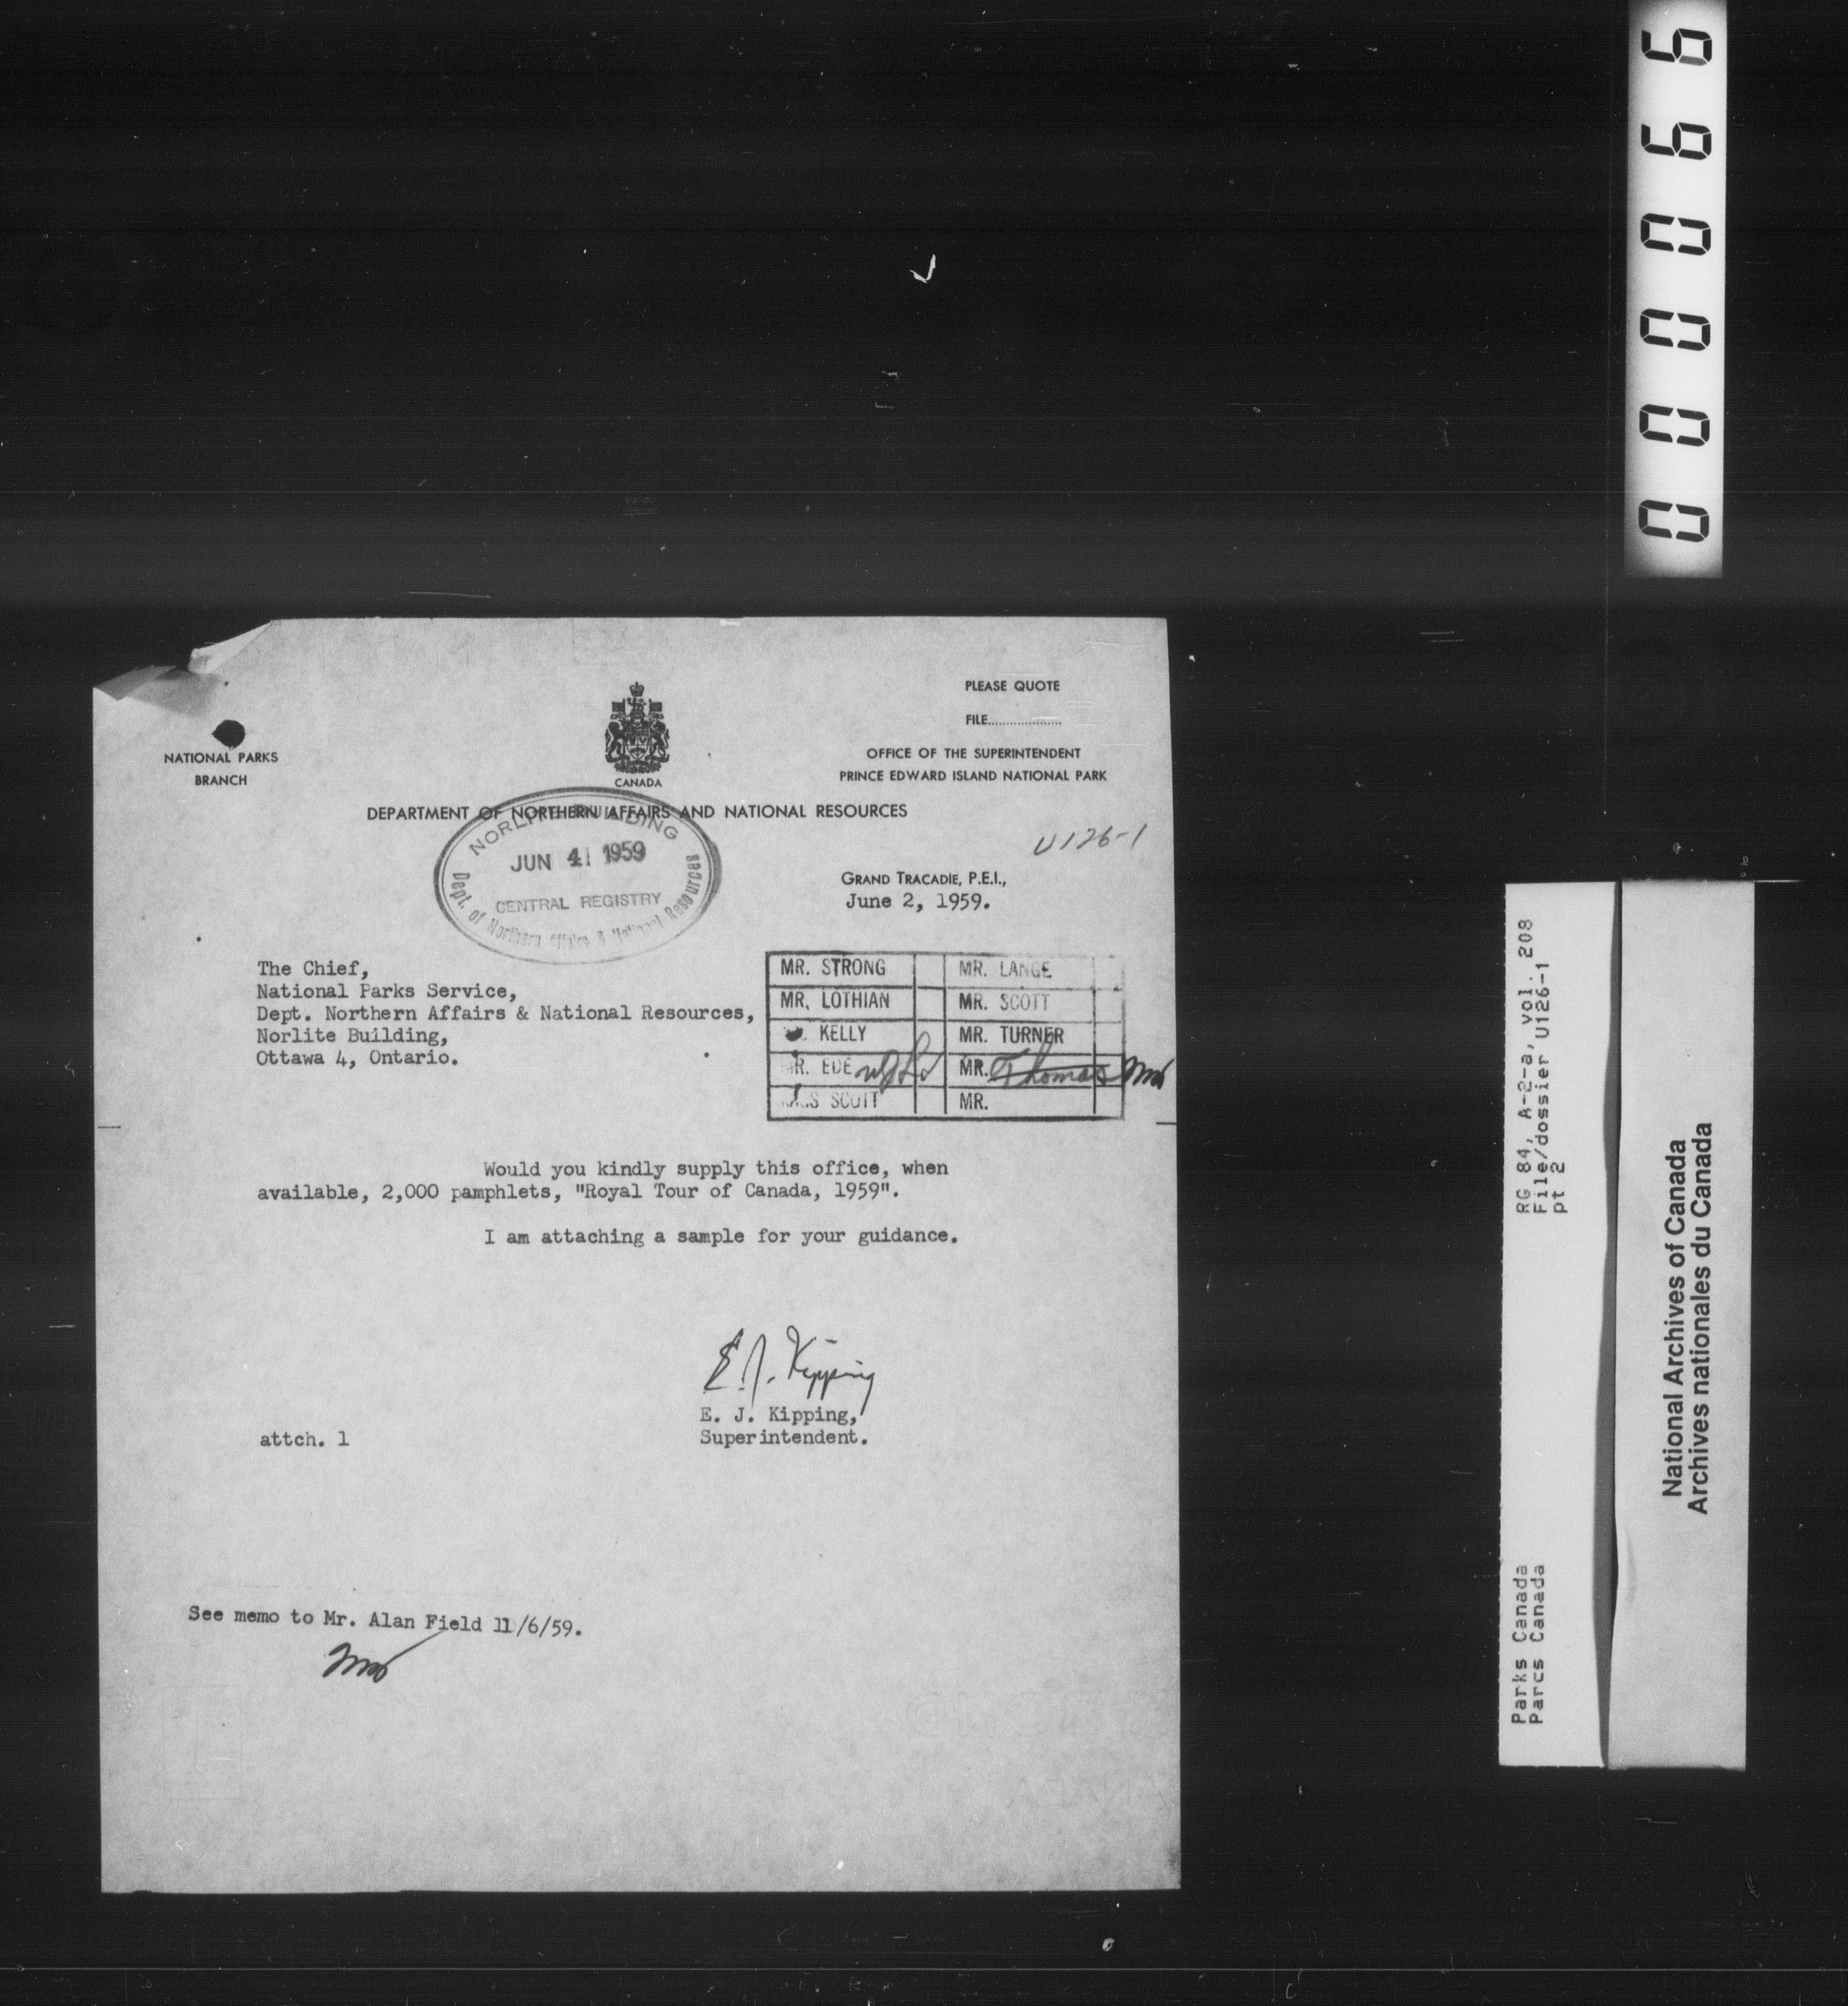 000066
PLEASE QUOTE
FILE....................
NATIONAL PARKS
BRANCH
CANADA
OFFICE OF THE SUPERINTENDENT
PRINCE EDWARD ISLAND NATIONAL PARK
DEPARTMENT OF NORTHERN AFFAIRS AND NATIONAL RESOURCES
NORLITE BUILDING
JUN 4 1959
CENTRAL REGISTRY
Dept. of Northern Affairs & National Resources
U126-1
GRAND TRACADIE, P.E.I.,
June 2, 1959.
The Chief,
National Parks Service,
Dept. Northern Affairs & National Resources,
Norlite Building,
Ottawa 4, Ontario.
MR. STRONG MR. LANGE
MR. LOTHIAN MR. SCOTT
KELLY MR. TURNER
MR. EDE MR. Thomas
MISS SCOTT MR.
Would you kindly supply this office, when
available, 2,000 pamphlets, "Royal Tour of Canada, 1959".
I am attaching a sample for your guidance.
E. J. Kipping
E. J. Kipping,
Superintendent.
attch. 1
See memo to Mr. Alan Field 11/6/59.
RG 84, A-2-a, vol. 208
File/dossier U126-1
pt 2
Parks Canada
Parcs Canada
National Archives of Canada
Archives nationales du Canada